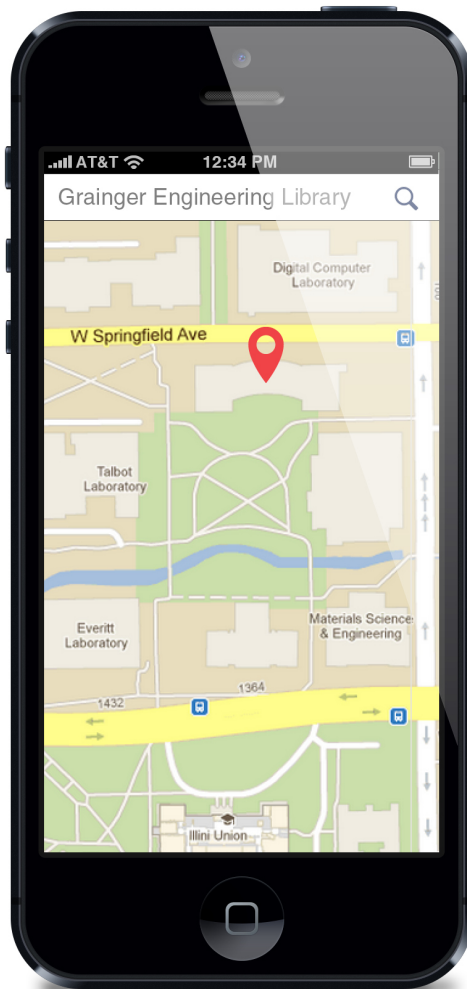 AT&T 12:34 PM
Grainger Engineering Library
Digital Computer
Laboratory
W Springfield Ave
Talbot
Laboratory
Everitt
Laboratory
Materials Science
& Engineering
1432
1364
Illini Union